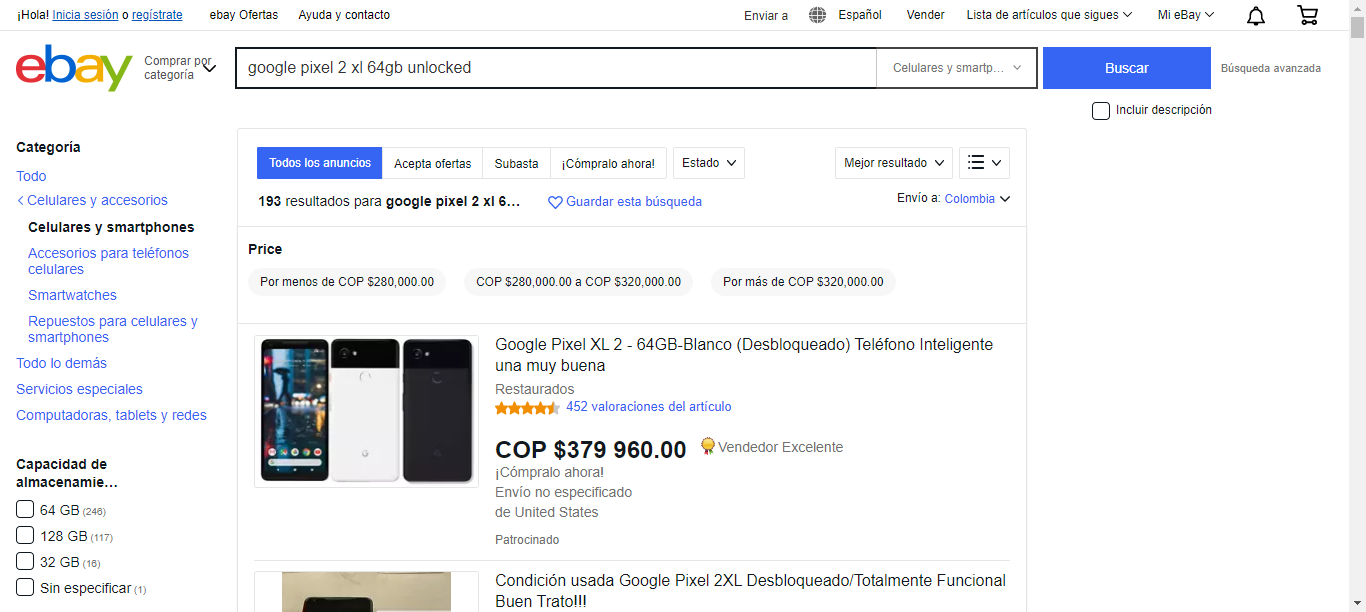 ¡Hola! Inicia sesión o regístrate
ebay Ofertas
Ayuda y contacto
Enviar a
Español
Vender
Lista de artículos que sigues
Mi eBay
ebay
Comprar por
categoría
google pixel 2 xl 64gb unlocked
Celulares y smartp...
Buscar
Búsqueda avanzada
Incluir descripción
Categoría
Todo
Celulares y accesorios
Celulares y smartphones
Accesorios para teléfonos
celulares
Smartwatches
Repuestos para celulares y
smartphones
Todo lo demás
Servicios especiales
Computadoras, tablets y redes
Capacidad de
almacenamie...
64 GB (246)
128 GB (117)
32 GB (16)
Sin especificar (1)
Todos los anuncios
Acepta ofertas
Subasta
¡Cómpralo ahora!
Estado
Mejor resultado
193 resultados para google pixel 2 xl 6...
Guardar esta búsqueda
Envío a: Colombia
Price
Por menos de COP $280,000.00
COP $280,000.00 a COP $320,000.00
Por más de COP $320,000.00
Google Pixel XL 2 - 64GB-Blanco (Desbloqueado) Teléfono Inteligente
una muy buena
Restaurados
452 valoraciones del artículo
COP $379 960.00
Vendedor Excelente
¡Cómpralo ahora!
Envío no especificado
de United States
Patrocinado
Condición usada Google Pixel 2XL Desbloqueado/Totalmente Funcional
Buen Trato!!!